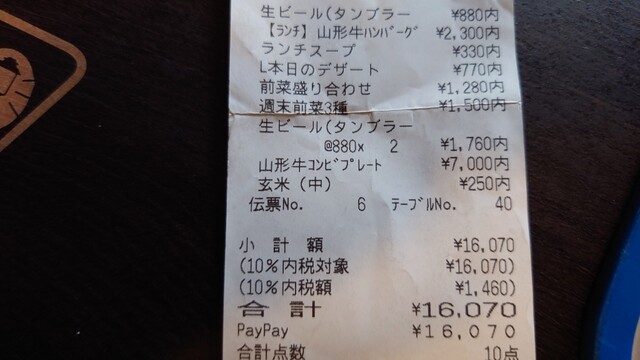 生ビール(タンブラー ¥880内
【ﾗﾝﾁ】山形牛ﾊﾝﾊﾞｰｸﾞ ¥2,300内
ランチスープ ¥330内
L本日のデザート ¥770内
前菜盛り合わせ ¥1,280内
週末前菜3種 ¥1,500内
生ビール(タンブラー
@880x 2 ¥1,760内
山形牛ｺﾝﾋﾞﾌﾟﾚｰﾄ ¥7,000内
玄米(中) ¥250内
伝票No. 6 ﾃｰﾌﾞﾙNo. 40
小計額 ¥16,070
(10%内税対象 ¥16,070)
(10%内税額 ¥1,460)
合計 ¥16,070
PayPay ¥16,070
合計点数 10点